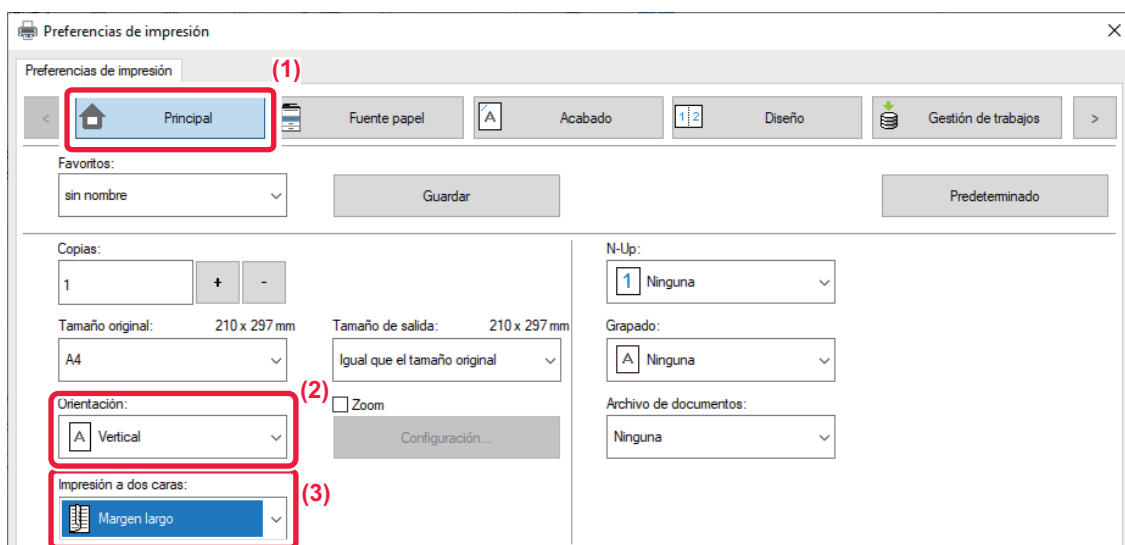 Preferencias de impresión
Preferencias de impresión
(1)
< Principal Fuente papel A Acabado 1 2 Diseño Gestión de trabajos >
Favoritos:
sin nombre Guardar Predeterminado
Copias: N-Up:
1 + - 1 Ninguna
Tamaño original: 210 x 297 mm Tamaño de salida: 210 x 297 mm Grapado:
A4 Igual que el tamaño original A Ninguna
(2)
Orientación: Zoom Archivo de documentos:
A Vertical Configuración... Ninguna
Impresión a dos caras: (3)
Margen largo